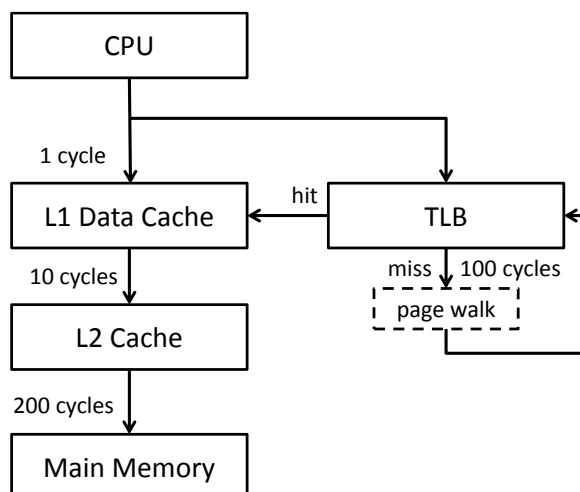 CPU
1 cycle
hit
L1 Data Cache
TLB
10 cycles
miss
100 cycles
page walk
L2 Cache
200 cycles
Main Memory